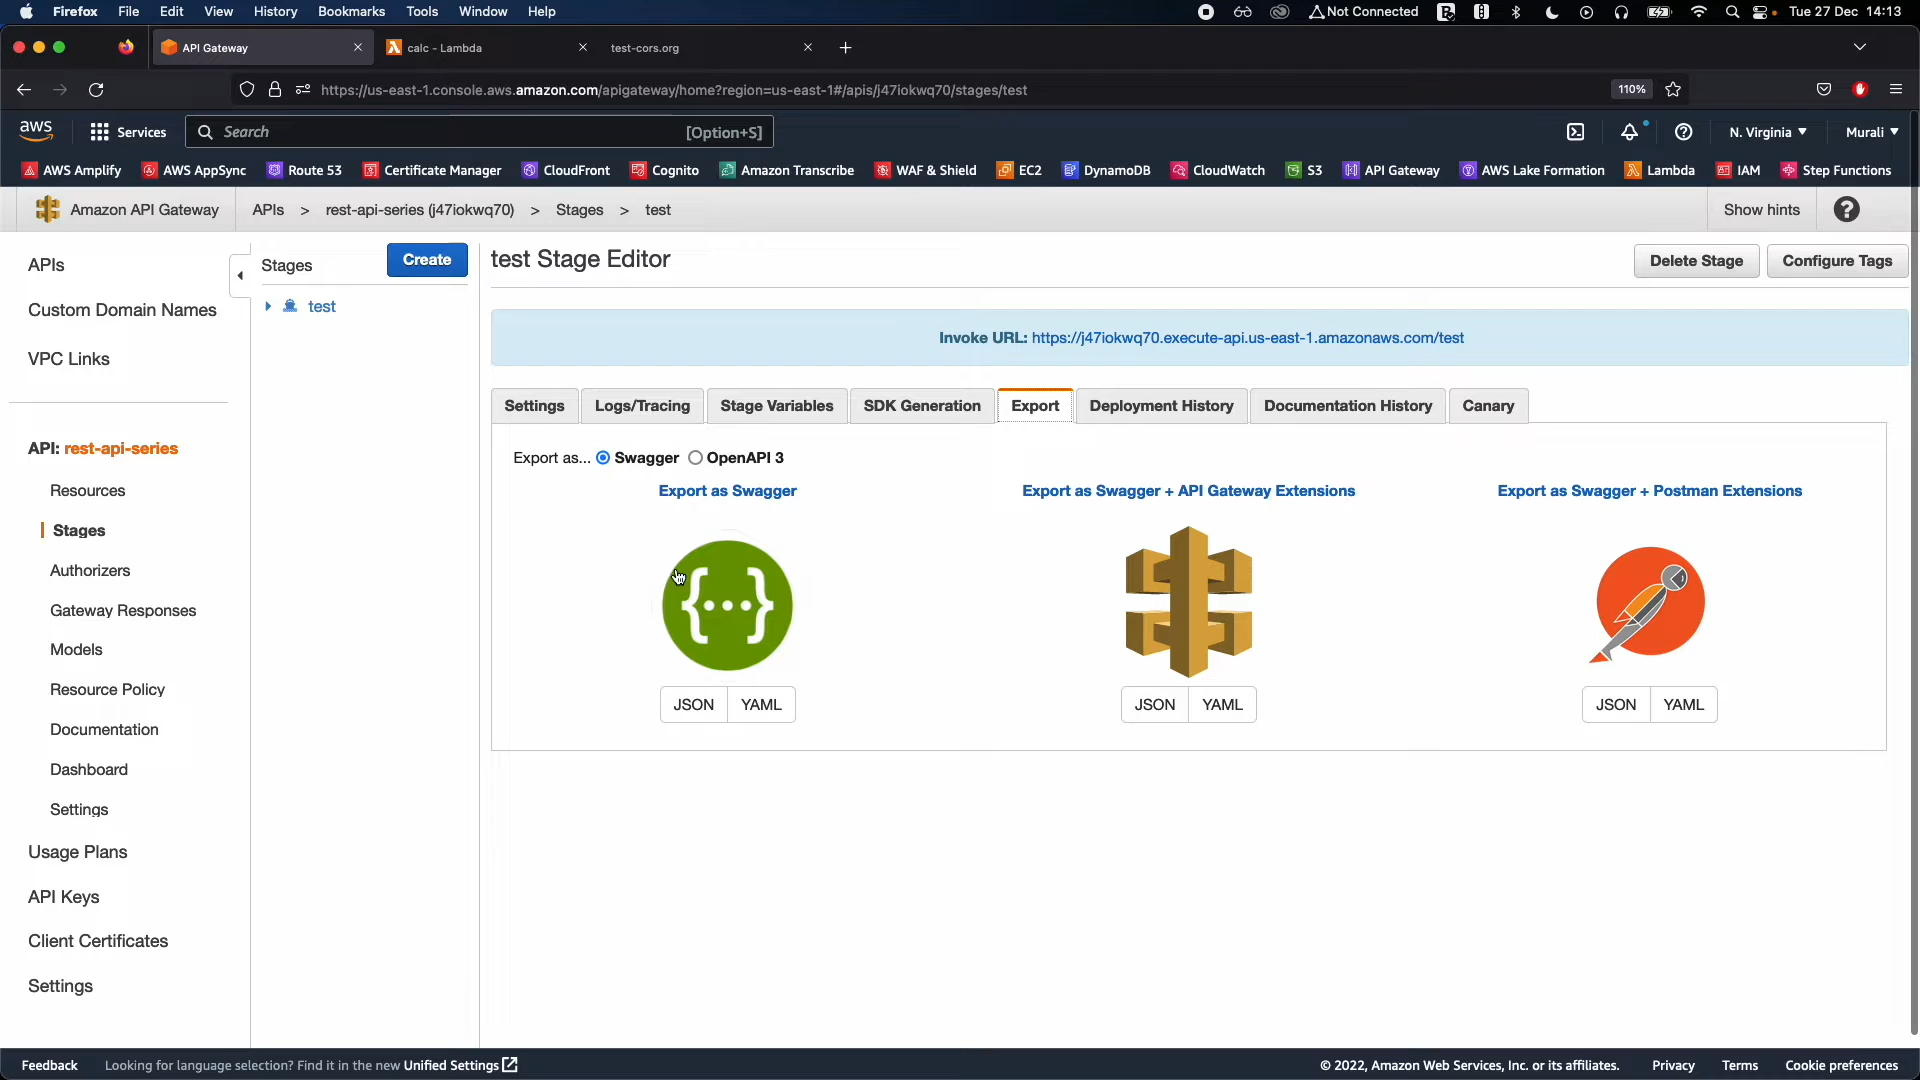 Firefox File Edit View History Bookmarks Tools Window Help Not Connected Tue 27 Dec 14:13
API Gateway calc - Lambda test-cors.org
https://us-east-1.console.aws.amazon.com/apigateway/home?region=us-east-1#/apis/j47iokwq70/stages/test 110%
aws Services Search [Option+S] N. Virginia Murali
AWS Amplify AWS AppSync Route 53 Certificate Manager CloudFront Cognito Amazon Transcribe WAF & Shield EC2 DynamoDB CloudWatch S3 API Gateway AWS Lake Formation Lambda IAM Step Functions
Amazon API Gateway APIs > rest-api-series (j47iokwq70) > Stages > test Show hints
APIs
Custom Domain Names
VPC Links
API: rest-api-series
Resources
Stages
Authorizers
Gateway Responses
Models
Resource Policy
Documentation
Dashboard
Settings
Usage Plans
API Keys
Client Certificates
Settings
Stages Create
test
test Stage Editor Delete Stage Configure Tags
Invoke URL: https://j47iokwq70.execute-api.us-east-1.amazonaws.com/test
Settings Logs/Tracing Stage Variables SDK Generation Export Deployment History Documentation History Canary
Export as... Swagger OpenAPI 3
Export as Swagger Export as Swagger + API Gateway Extensions Export as Swagger + Postman Extensions
{...}
JSON YAML JSON YAML JSON YAML
Feedback Looking for language selection? Find it in the new Unified Settings © 2022, Amazon Web Services, Inc. or its affiliates. Privacy Terms Cookie preferences